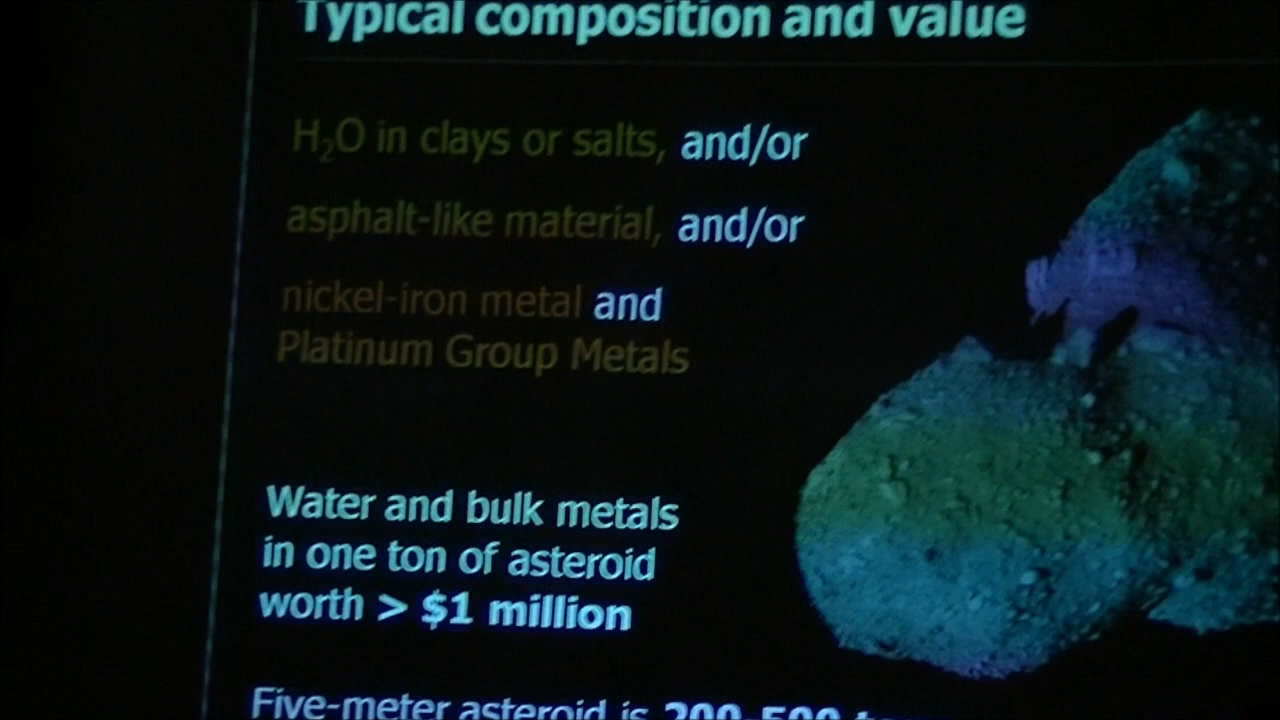 Typical composition and value
H₂O in clays or salts, and/or
asphalt-like material, and/or
nickel-iron metal and
Platinum Group Metals
Water and bulk metals
in one ton of asteroid
worth > $1 million
Five-meter asteroid is 200-500